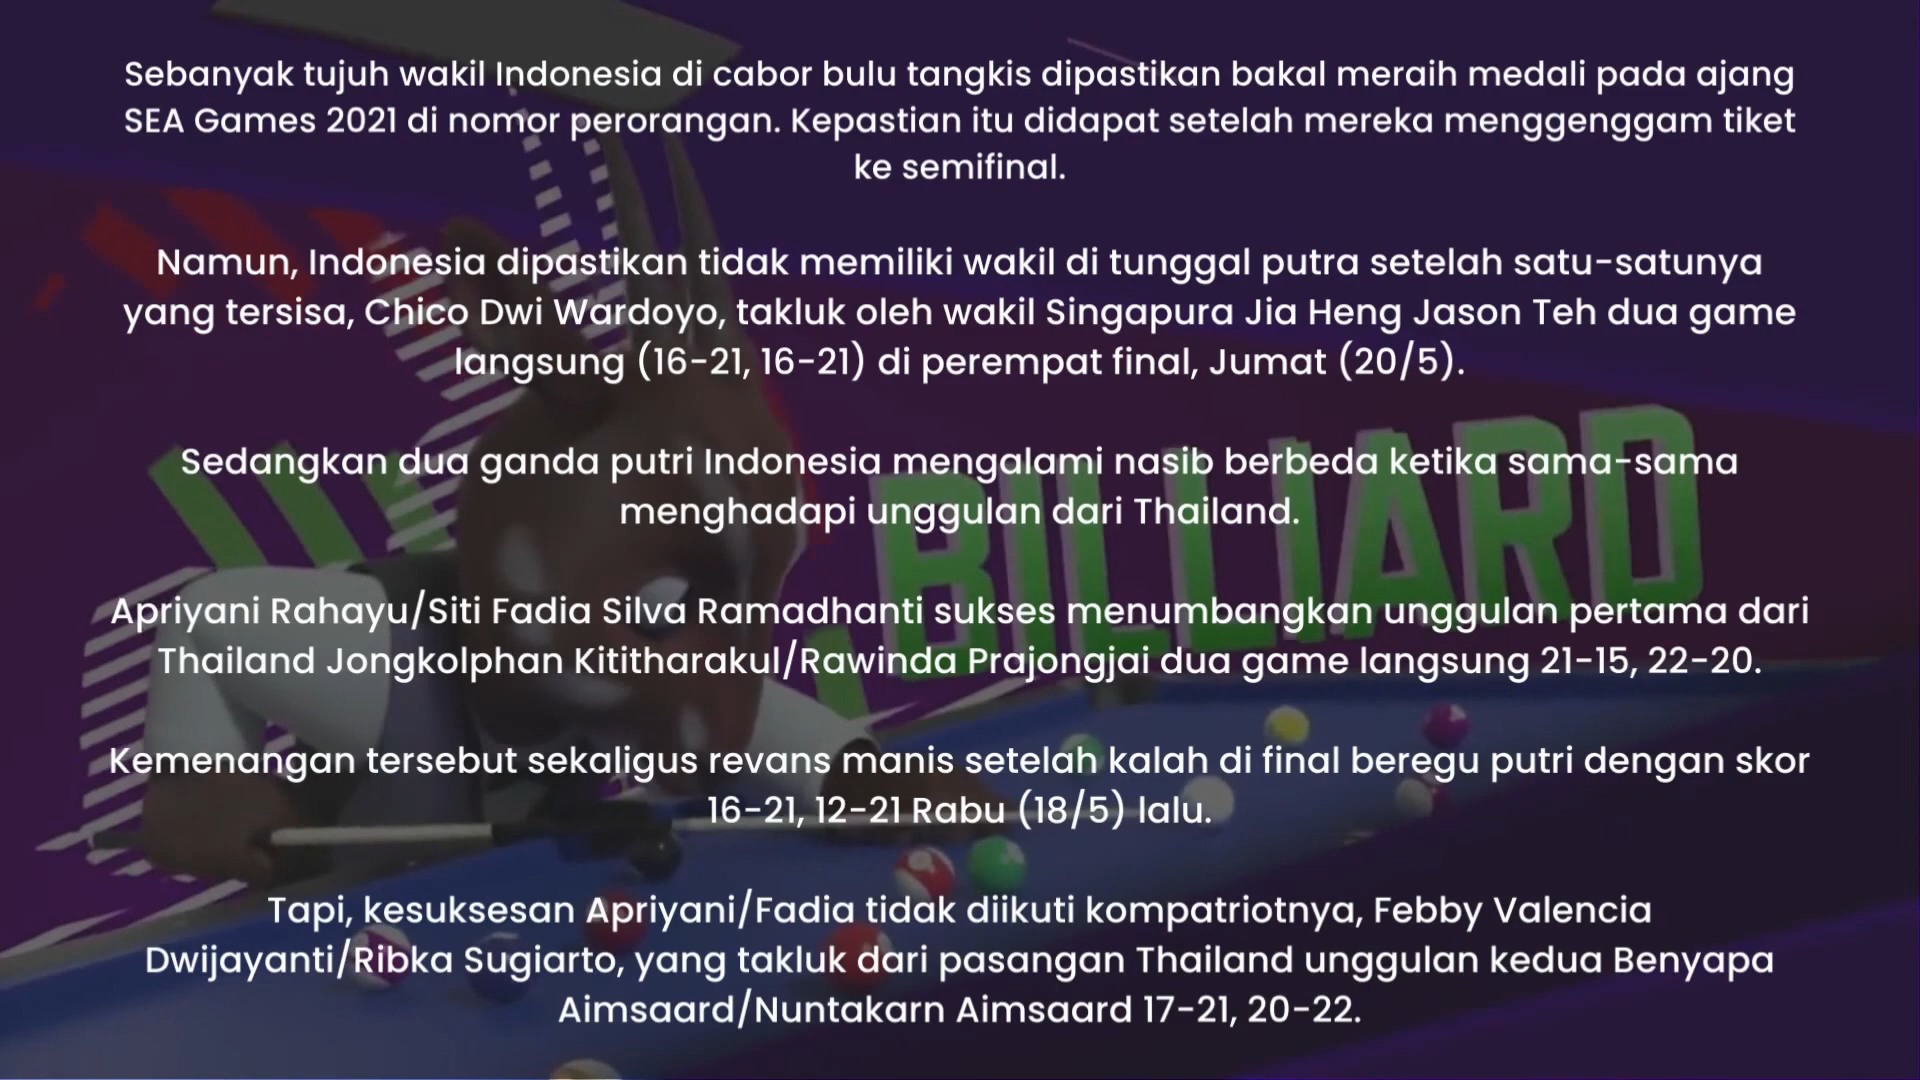 Sebanyak tujuh wakil Indonesia di cabor bulu tangkis dipastikan bakal meraih medali pada ajang
SEA Games 2021 di nomor perorangan. Kepastian itu didapat setelah mereka menggenggam tiket
ke semifinal.
Namun, Indonesia dipastikan tidak memiliki wakil di tunggal putra setelah satu-satunya
yang tersisa, Chico Dwi Wardoyo, takluk oleh wakil Singapura Jia Heng Jason Teh dua game
langsung (16-21, 16-21) di perempat final, Jumat (20/5).
Sedangkan dua ganda putri Indonesia mengalami nasib berbeda ketika sama-sama
menghadapi unggulan dari Thailand.
BILLIARD
Apriyani Rahayu/Siti Fadia Silva Ramadhanti sukses menumbangkan unggulan pertama dari
Thailand Jongkolphan Kititharakul/Rawinda Prajongjai dua game langsung 21-15, 22-20.
Kemenangan tersebut sekaligus revans manis setelah kalah di final beregu putri dengan skor
16-21, 12-21 Rabu (18/5) lalu.
Tapi, kesuksesan Apriyani/Fadia tidak diikuti kompatriotnya, Febby Valencia
Dwijayanti/Ribka Sugiarto, yang takluk dari pasangan Thailand unggulan kedua Benyapa
Aimsaard/Nuntakarn Aimsaard 17-21, 20-22.